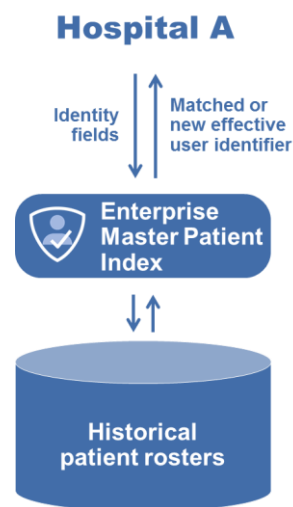 Hospital A
Identity
fields
Matched or
new effective
user identifier
Enterprise
Master Patient
Index
Historical
patient rosters